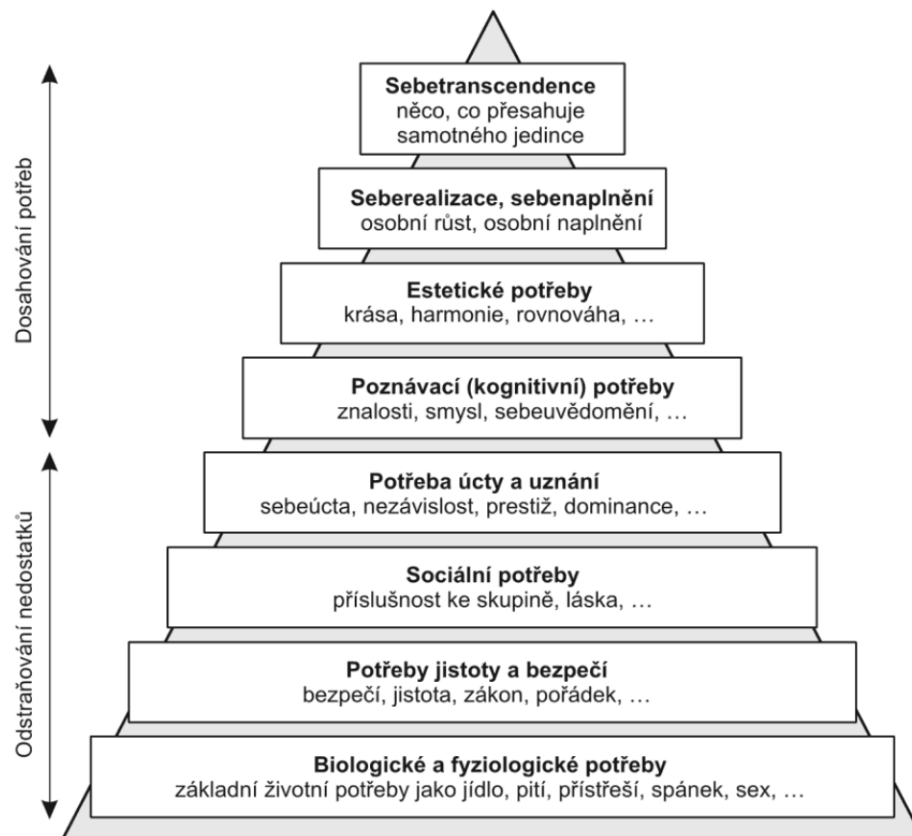 Sebetranscendence
něco, co přesahuje
samotného jedince
Seberealizace, sebenaplnění
osobní růst, osobní naplnění
Estetické potřeby
krása, harmonie, rovnováha, …
Poznávací (kognitivní) potřeby
znalosti, smysl, sebeuvědomění, …
Dosahování potřeb
Potřeba úcty a uznání
sebeúcta, nezávislost, prestiž, dominance, …
Sociální potřeby
příslušnost ke skupině, láska, …
Potřeby jistoty a bezpečí
bezpečí, jistota, zákon, pořádek, …
Biologické a fyziologické potřeby
základní životní potřeby jako jídlo, pití, přístřeší, spánek, sex, …
Odstraňování nedostatků